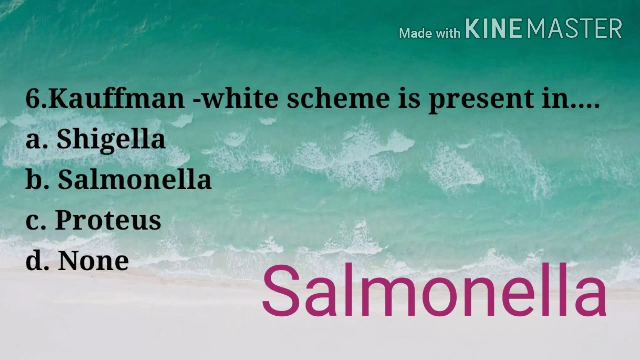 Made with KINEMASTER
6.Kauffman -white scheme is present in....
a. Shigella
b. Salmonella
c. Proteus
d. None
Salmonella